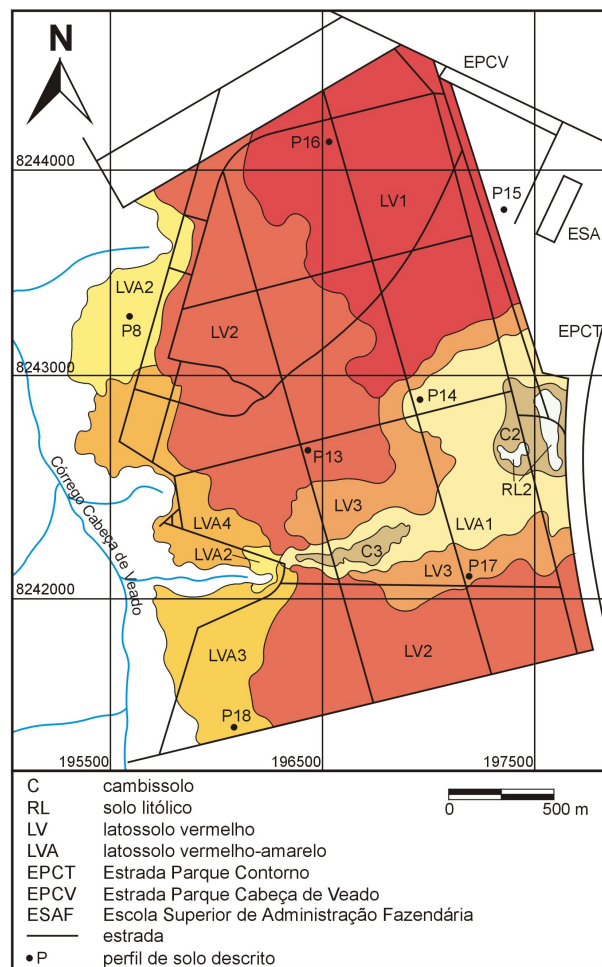 N
EPCV
P16
8244000
LV1
P15
ESA
LVA2
P8
LV2
EPCT
8243000
P14
C2
P13
RL2
LV3
LVA4
LVA1
C3
LVA2
Córrego Cabeça de Veado
LV3
P17
8242000
LVA3
LV2
P18
195500
196500
197500
C cambissolo
RL solo litólico
LV latossolo vermelho
LVA latossolo vermelho-amarelo
EPCT Estrada Parque Contorno
EPCV Estrada Parque Cabeça de Veado
ESAF Escola Superior de Administração Fazendária
estrada
P perfil de solo descrito
0 500 m